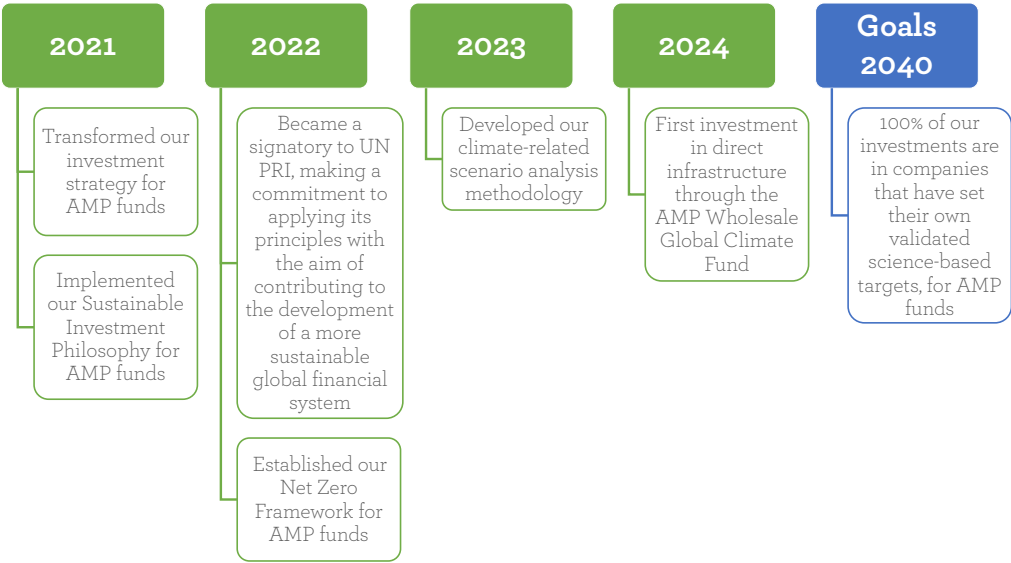 2021
Transformed our
investment
strategy for
AMP funds
Implemented
our Sustainable
Investment
Philosophy for
AMP funds
2022
Became a
signatory to UN
PRI, making a
commitment to
applying its
principles with
the aim of
contributing to
the development
of a more
sustainable
global financial
system
Established our
Net Zero
Framework for
AMP funds
2023
Developed our
climate-related
scenario analysis
methodology
2024
First investment
in direct
infrastructure
through the
AMP Wholesale
Global Climate
Fund
Goals
2040
100% of our
investments are
in companies
that have set
their own
validated
science-based
targets, for AMP
funds